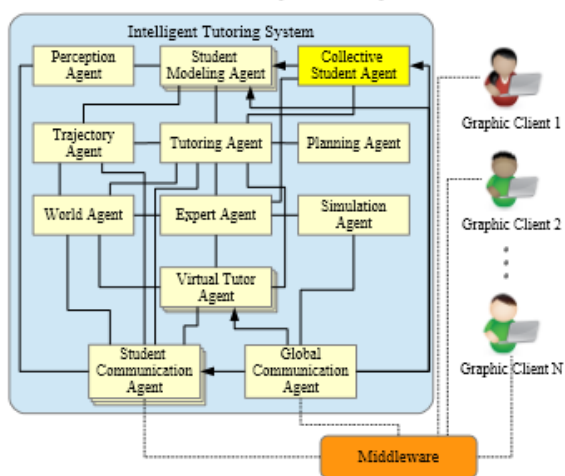 Intelligent Tutoring System
Perception
Agent
Student
Modeling Agent
Collective
Student Agent
Trajectory
Agent
Tutoring Agent
Planning Agent
World Agent
Expert Agent
Simulation
Agent
Virtual Tutor
Agent
Student
Communication
Agent
Global
Communication
Agent
Graphic Client 1
Graphic Client 2
Graphic Client N
Middleware